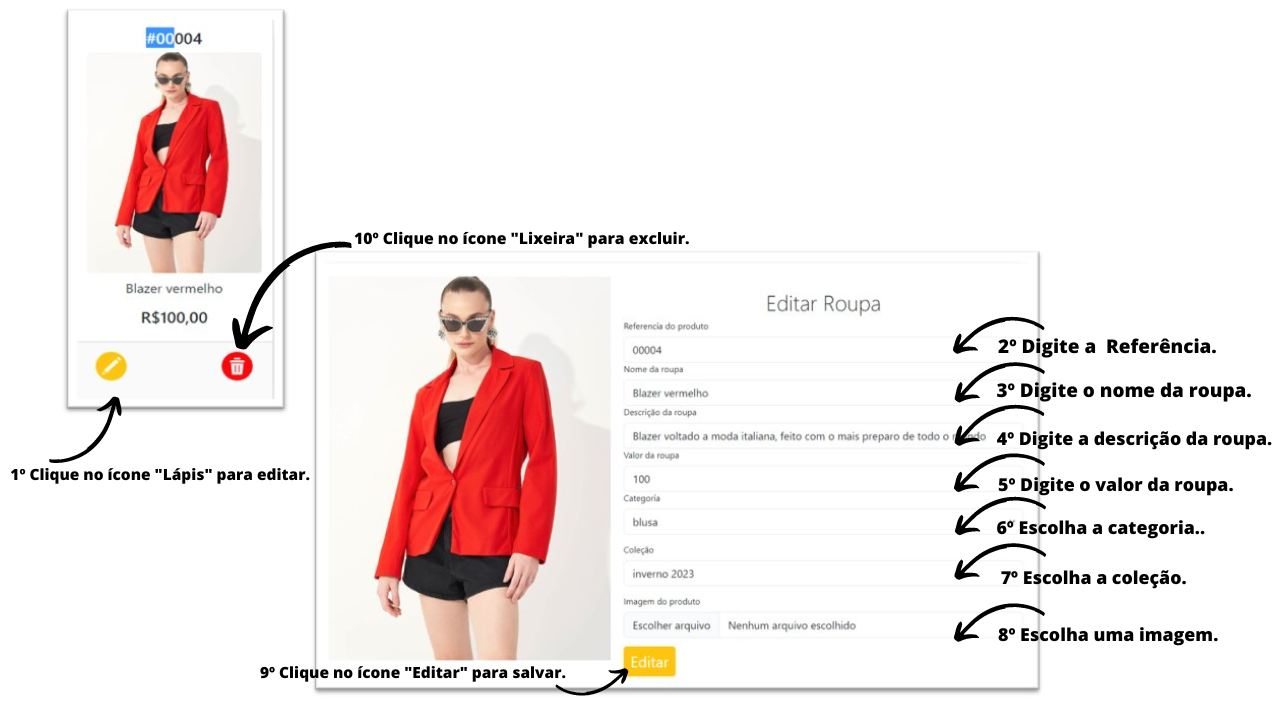 #00004
Blazer vermelho
R$100,00
1º Clique no ícone "Lápis" para editar.
10º Clique no ícone "Lixeira" para excluir.
Editar Roupa
Referencia do produto
00004
2º Digite a Referência.
Nome da roupa
Blazer vermelho
3º Digite o nome da roupa.
Descrição da roupa
Blazer voltado a moda italiana, feito com o mais preparo de todo o mundo
4º Digite a descrição da roupa.
Valor da roupa
100
5º Digite o valor da roupa.
Categoria
blusa
6º Escolha a categoria..
Coleção
inverno 2023
7º Escolha a coleção.
Imagem do produto
Escolher arquivo Nenhum arquivo escolhido
8º Escolha uma imagem.
Editar
9º Clique no ícone "Editar" para salvar.